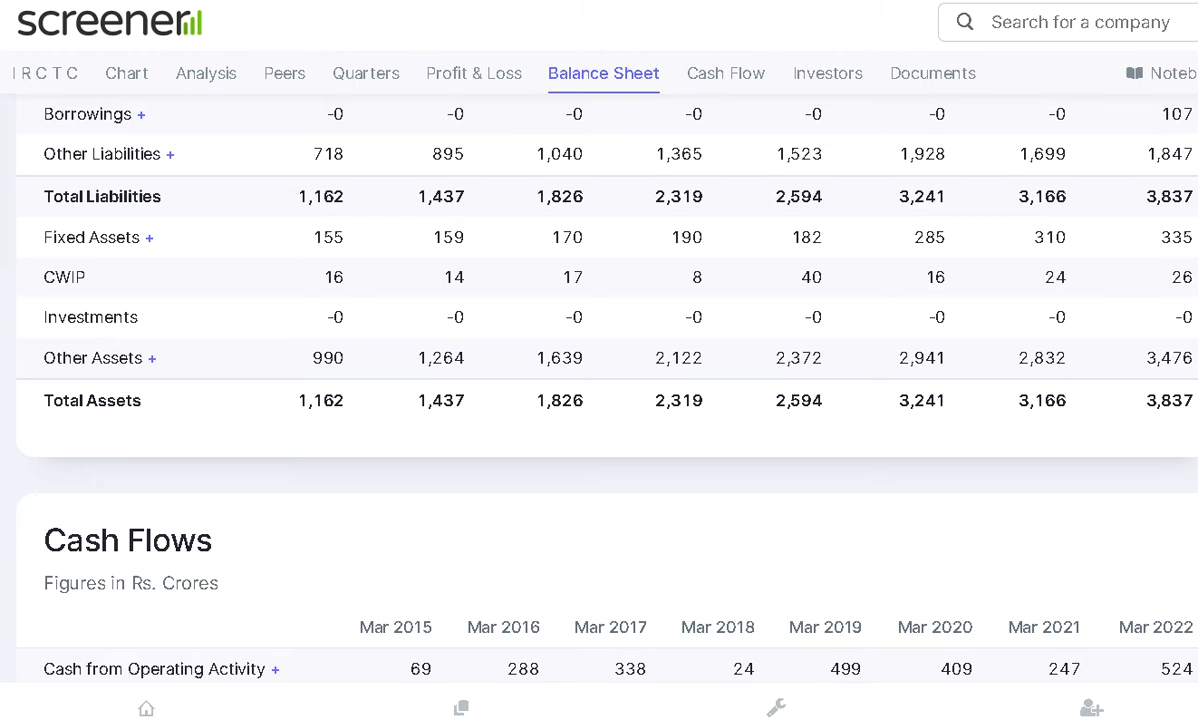 screener
Search for a company
I R C T C Chart Analysis Peers Quarters Profit & Loss Balance Sheet Cash Flow Investors Documents Noteb
Borrowings + -0 -0 -0 -0 -0 -0 -0 107
Other Liabilities + 718 895 1,040 1,365 1,523 1,928 1,699 1,847
Total Liabilities 1,162 1,437 1,826 2,319 2,594 3,241 3,166 3,837
Fixed Assets + 155 159 170 190 182 285 310 335
CWIP 16 14 17 8 40 16 24 26
Investments -0 -0 -0 -0 -0 -0 -0 -0
Other Assets + 990 1,264 1,639 2,122 2,372 2,941 2,832 3,476
Total Assets 1,162 1,437 1,826 2,319 2,594 3,241 3,166 3,837
Cash Flows
Figures in Rs. Crores
Mar 2015 Mar 2016 Mar 2017 Mar 2018 Mar 2019 Mar 2020 Mar 2021 Mar 2022
Cash from Operating Activity + 69 288 338 24 499 409 247 524